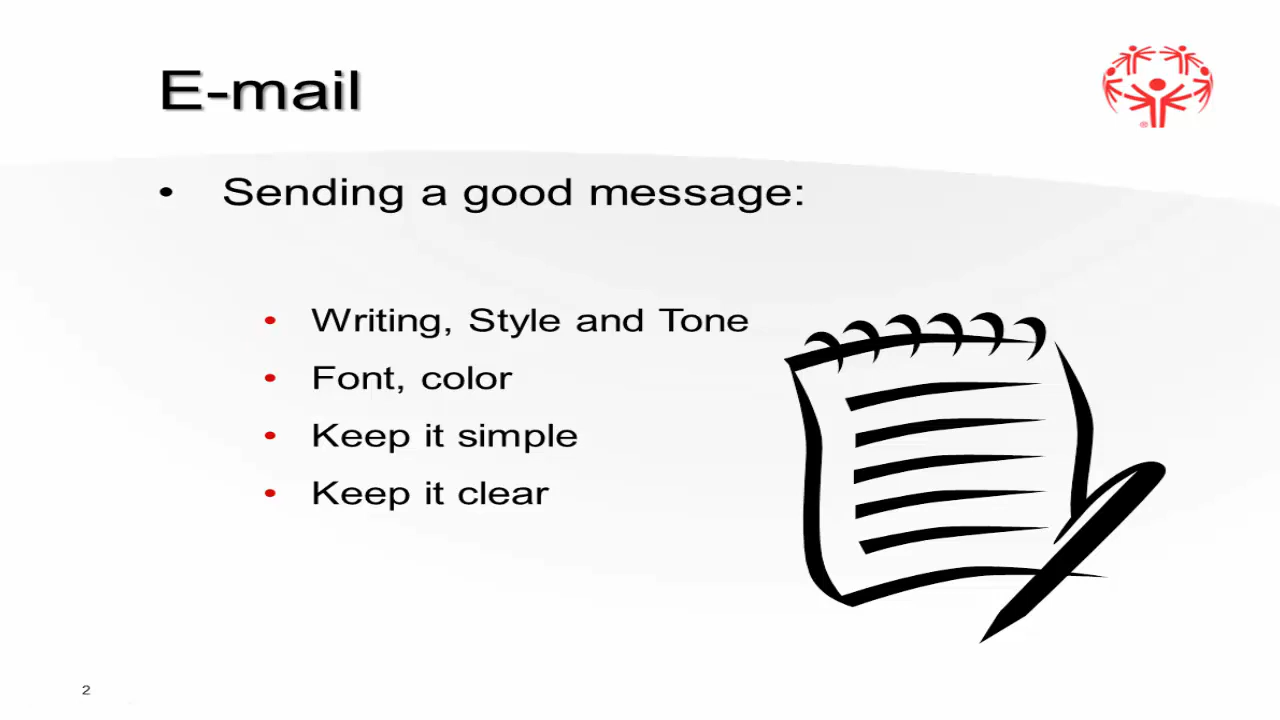 E-mail
®
• Sending a good message:
• Writing, Style and Tone
• Font, color
• Keep it simple
• Keep it clear
2